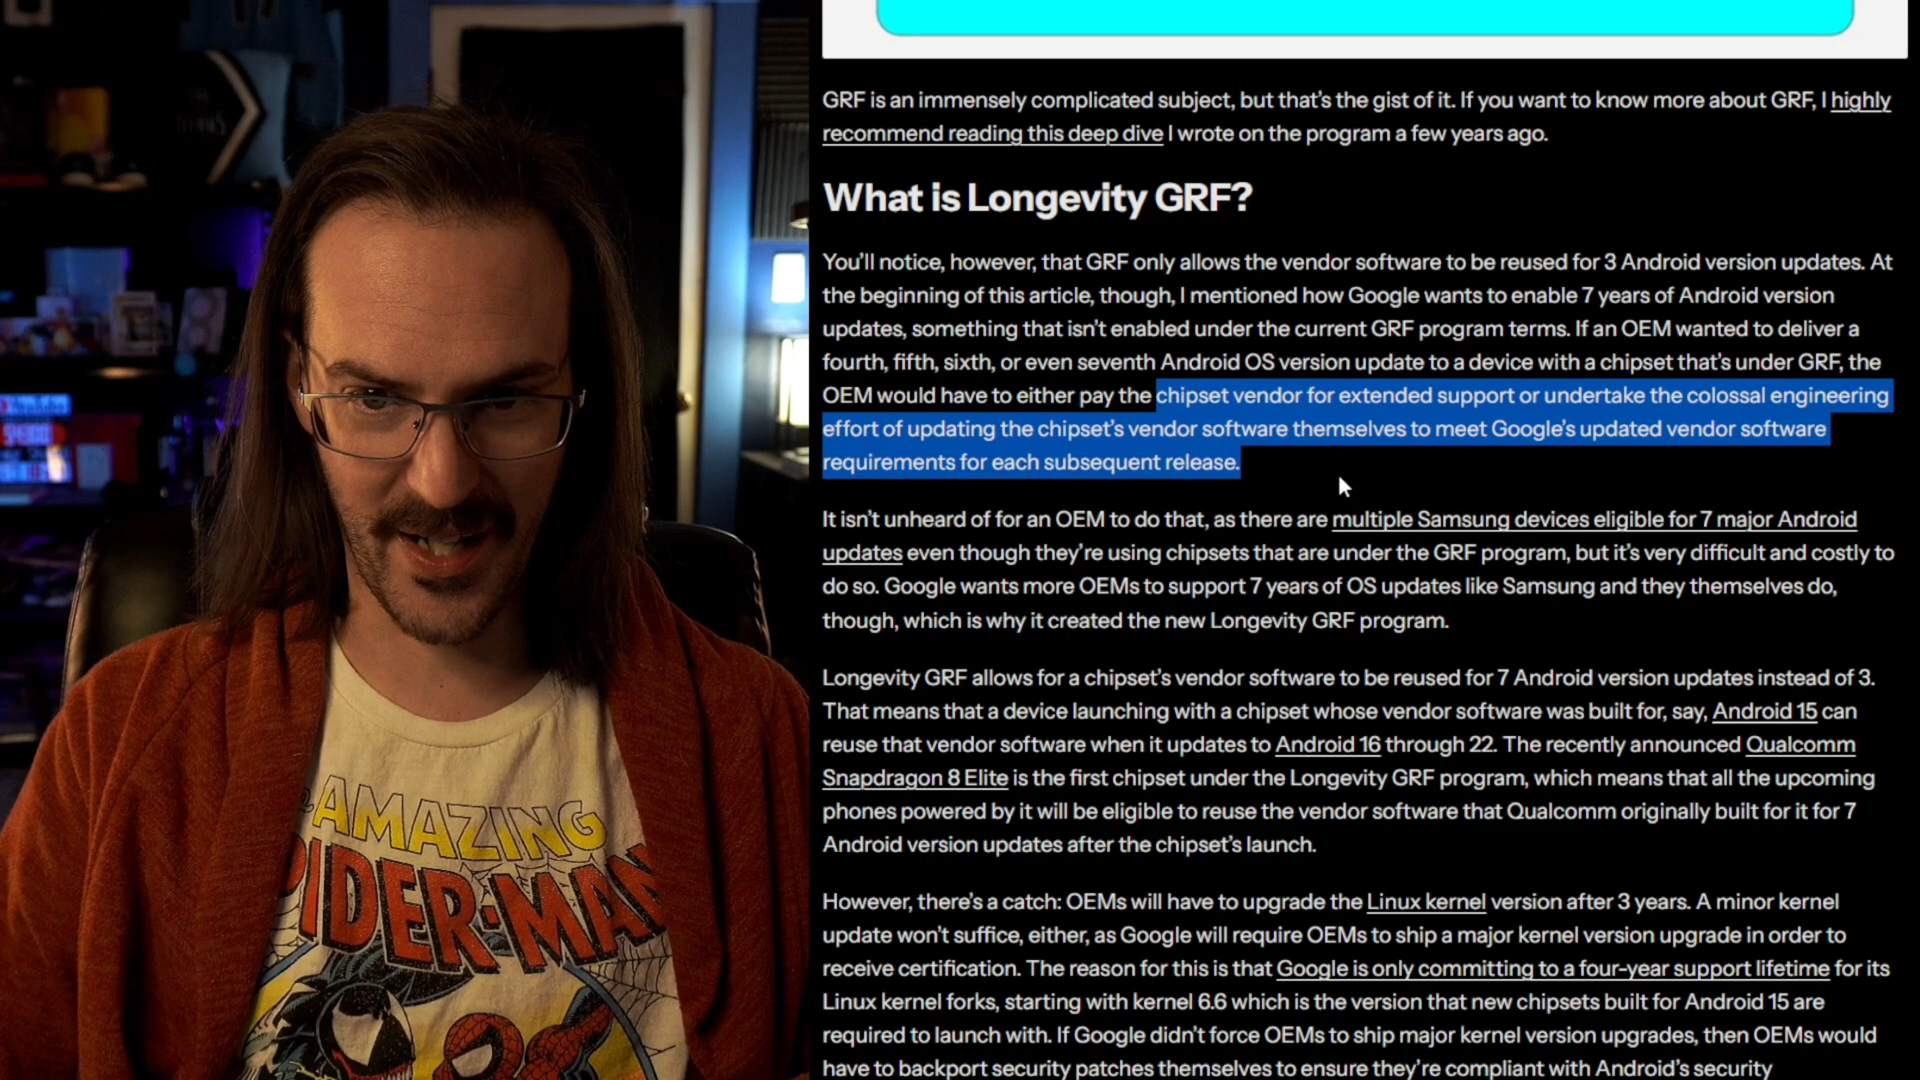 YouTube
AMAZING
PIDER-MAN
GRF is an immensely complicated subject, but that's the gist of it. If you want to know more about GRF, I highly
recommend reading this deep dive I wrote on the program a few years ago.
What is Longevity GRF?
You'll notice, however, that GRF only allows the vendor software to be reused for 3 Android version updates. At
the beginning of this article, though, I mentioned how Google wants to enable 7 years of Android version
updates, something that isn't enabled under the current GRF program terms. If an OEM wanted to deliver a
fourth, fifth, sixth, or even seventh Android OS version update to a device with a chipset that's under GRF, the
OEM would have to either pay the chipset vendor for extended support or undertake the colossal engineering
effort of updating the chipset's vendor software themselves to meet Google's updated vendor software
requirements for each subsequent release.
It isn't unheard of for an OEM to do that, as there are multiple Samsung devices eligible for 7 major Android
updates even though they're using chipsets that are under the GRF program, but it's very difficult and costly to
do so. Google wants more OEMs to support 7 years of OS updates like Samsung and they themselves do,
though, which is why it created the new Longevity GRF program.
Longevity GRF allows for a chipset's vendor software to be reused for 7 Android version updates instead of 3.
That means that a device launching with a chipset whose vendor software was built for, say, Android 15 can
reuse that vendor software when it updates to Android 16 through 22. The recently announced Qualcomm
Snapdragon 8 Elite is the first chipset under the Longevity GRF program, which means that all the upcoming
phones powered by it will be eligible to reuse the vendor software that Qualcomm originally built for it for 7
Android version updates after the chipset's launch.
However, there's a catch: OEMs will have to upgrade the Linux kernel version after 3 years. A minor kernel
update won't suffice, either, as Google will require OEMs to ship a major kernel version upgrade in order to
receive certification. The reason for this is that Google is only committing to a four-year support lifetime for its
Linux kernel forks, starting with kernel 6.6 which is the version that new chipsets built for Android 15 are
required to launch with. If Google didn't force OEMs to ship major kernel version upgrades, then OEMs would
have to backport security patches themselves to ensure they're compliant with Android's security